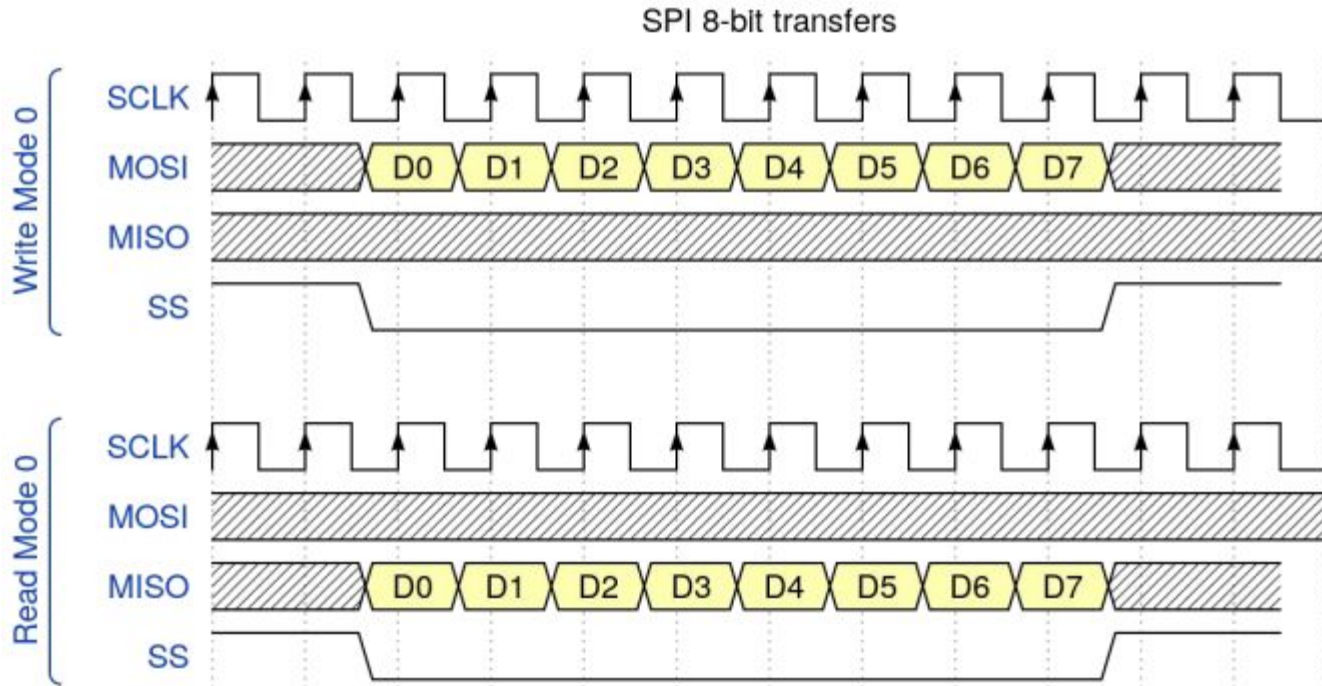 SPI 8-bit transfers
Write Mode 0
SCLK
MOSI D0 D1 D2 D3 D4 D5 D6 D7
MISO
SS
Read Mode 0
SCLK
MOSI
MISO D0 D1 D2 D3 D4 D5 D6 D7
SS